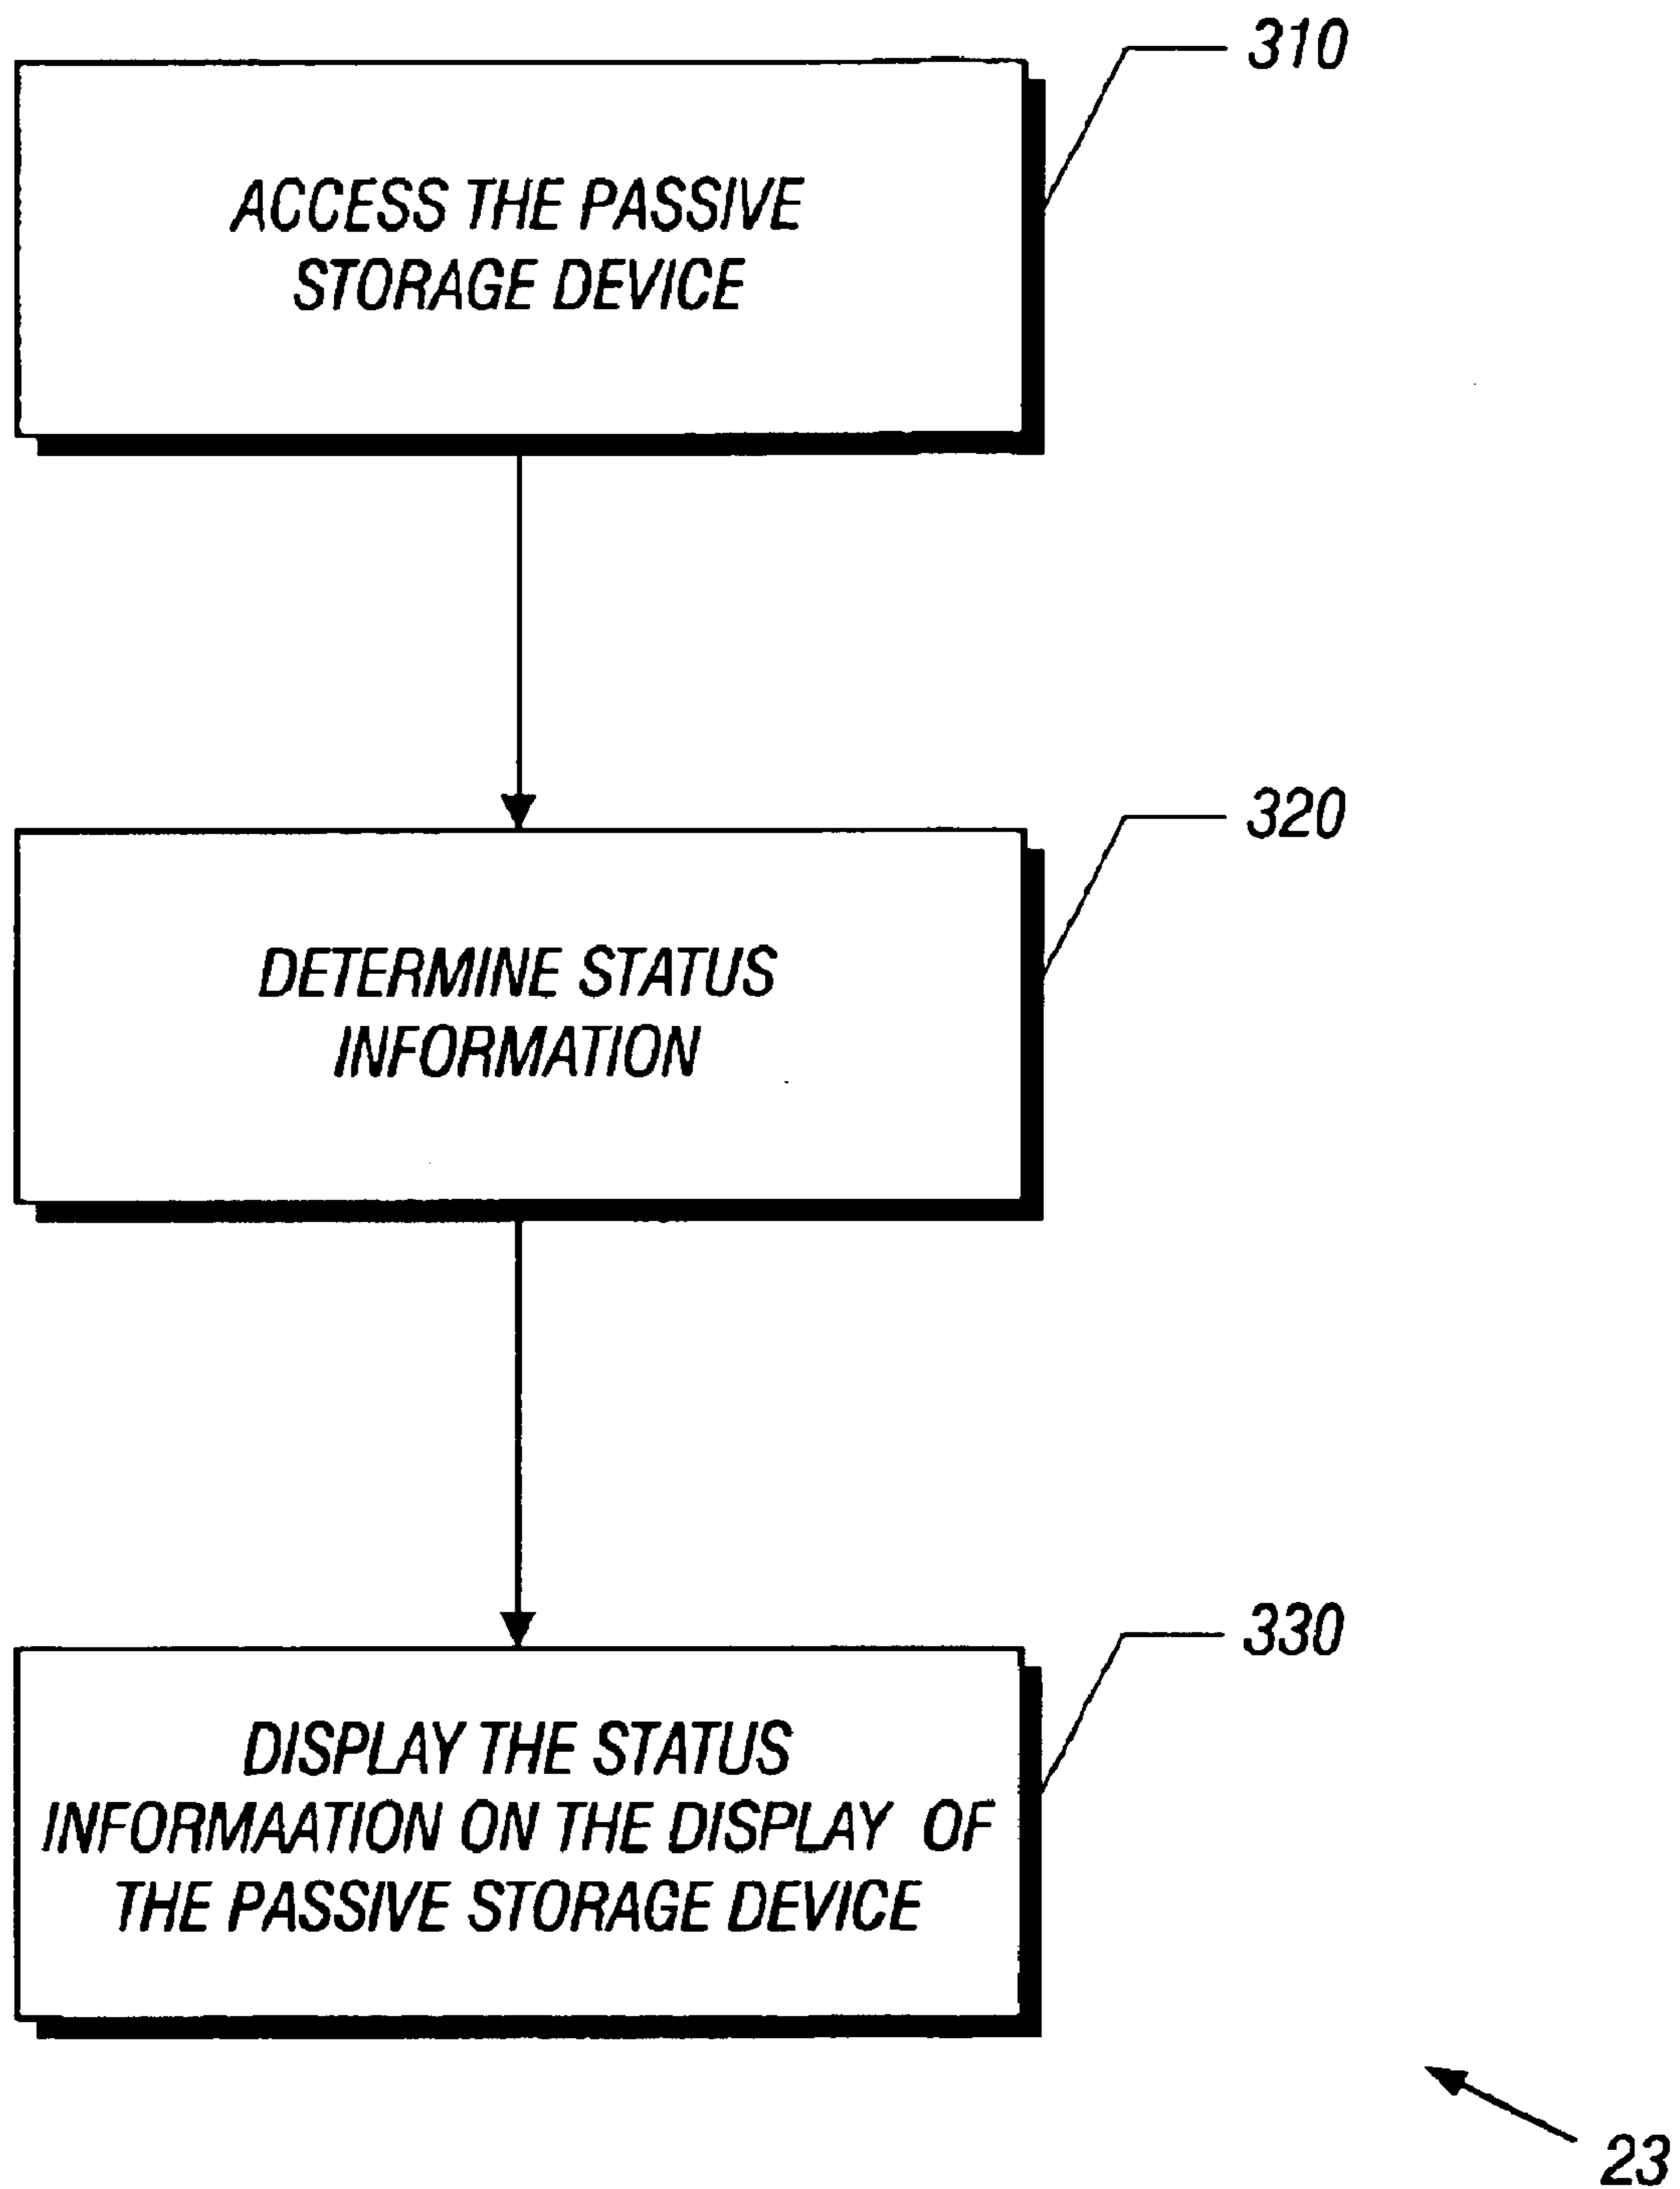 310
ACCESS THE PASSIVE
STORAGE DEVICE
320
DETERMINE STATUS
INFORMATION
330
DISPLAY THE STATUS
INFORMAATION ON THE DISPLAY OF
THE PASSIVE STORAGE DEVICE
23